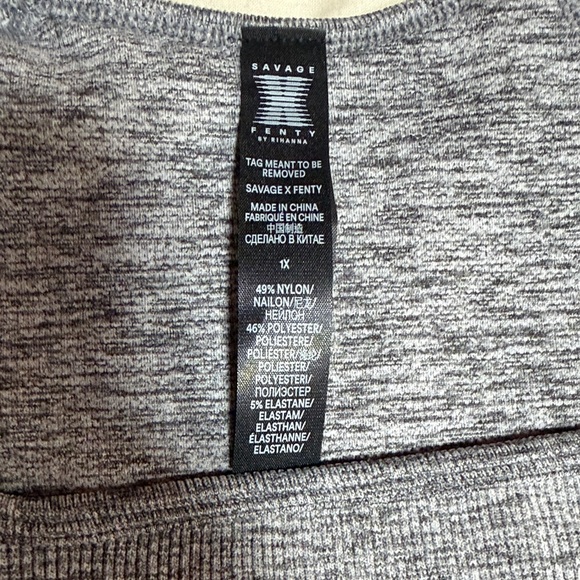 SAVAGE
FENTY
BY RIHANNA
TAG MEANT TO BE
REMOVED
SAVAGE X FENTY
MADE IN CHINA
FABRIQUÉ EN CHINE
中国制造
СДЕЛАНО В КИТАЕ
1X
49% NYLON/
NAILON/尼龙/
НЕЙЛОН
46% POLYESTER/
POLIESTERE/
POLIÉSTER/
POLIESTER/
POLYESTER/
ПОЛИЭСТЕР
5% ELASTANE/
ELASTAM/
ELASTHAN/
ÉLASTHANNE/
ELASTANO/